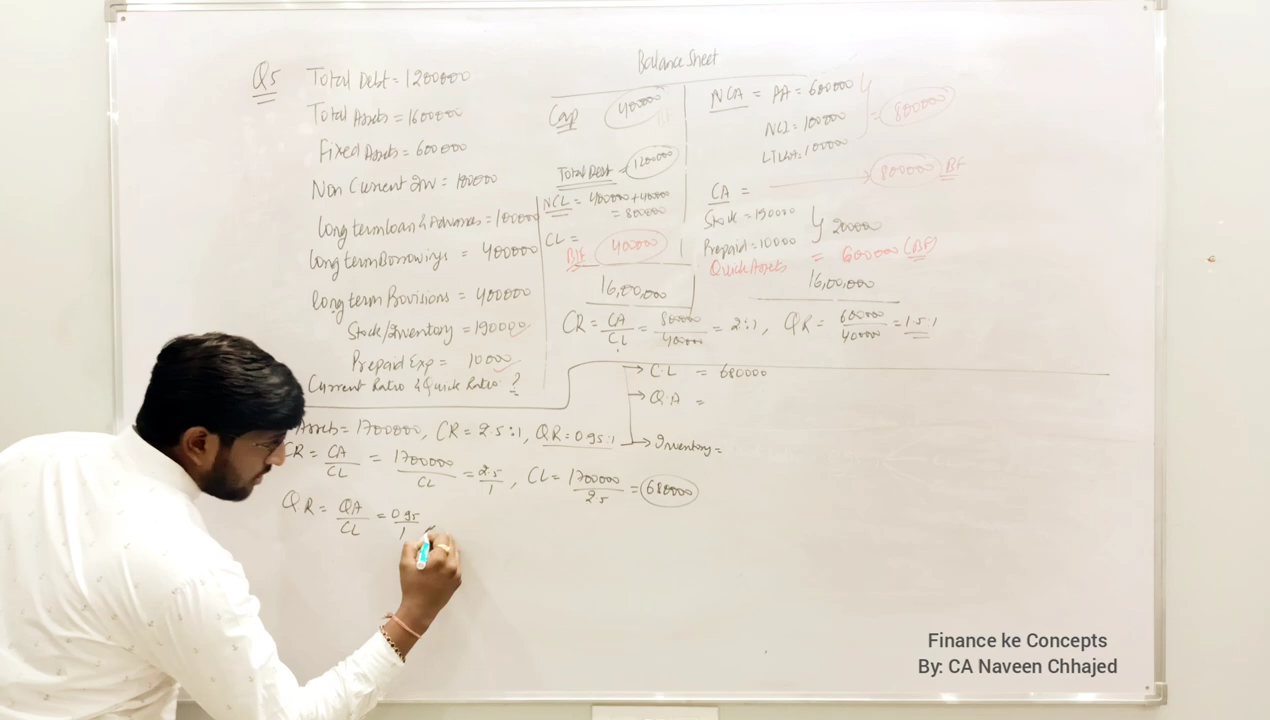 Q5
Total Debt = 1200000
Total Assets = 1600000
Fixed Assets = 600000
Non Current Inv = 100000
Long term loan & Advances = 100000
Long term Borrowings = 400000
Long term Provisions = 400000
Stock/Inventory = 190000
Prepaid Exp = 10000
Current Ratio & Quick Ratio ?
Balance Sheet
Cap 400000
BF
Total Debt = 1200000
NCL = 400000 + 40000
= 800000
CL =
B/F 400000
16,00,000
NCA = FA = 600000
NCI = 100000
= 800000
CA = 800000 BF
Stock = 190000
200000
Prepaid = 10000
Quick Assets = 600000 (BF)
16,00,000
CR = CA/CL = 800000/400000 = 2:1, QR = 600000/400000 = 1.5:1
C.L = 680000
Q.A =
Inventory =
Assets = 1700000, CR = 2.5:1, QR = 0.95:1
CR = CA/CL = 1700000/CL = 2.5/1, CL = 1700000/2.5 = 680000
QR = QA/CL = 0.95/1
Finance ke Concepts
By: CA Naveen Chhajed